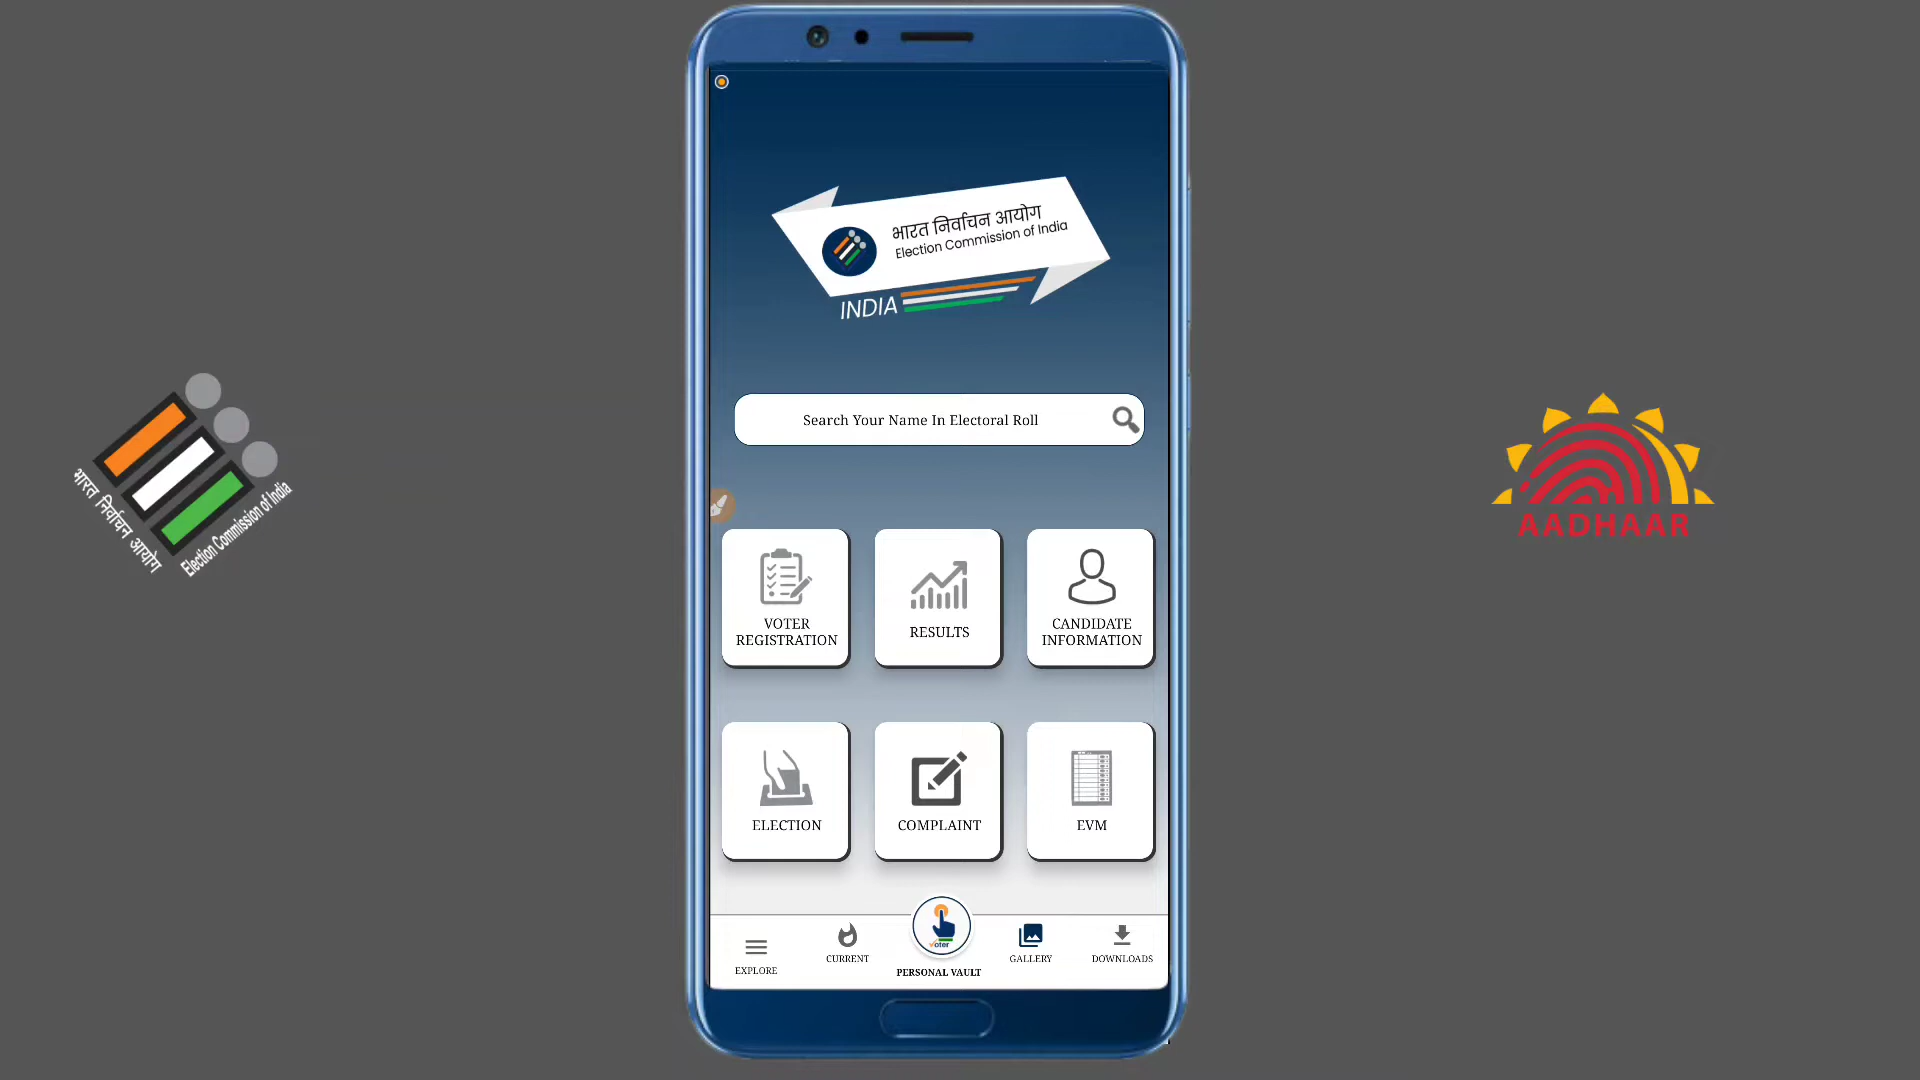 भारत निर्वाचन आयोग
Election Commission of India
INDIA
Search Your Name In Electoral Roll
भारत निर्वाचन आयोग
Election Commission of India
AADHAAR
VOTER
REGISTRATION
RESULTS
CANDIDATE
INFORMATION
ELECTION
COMPLAINT
EVM
voter
EXPLORE
CURRENT
PERSONAL VAULT
GALLERY
DOWNLOADS